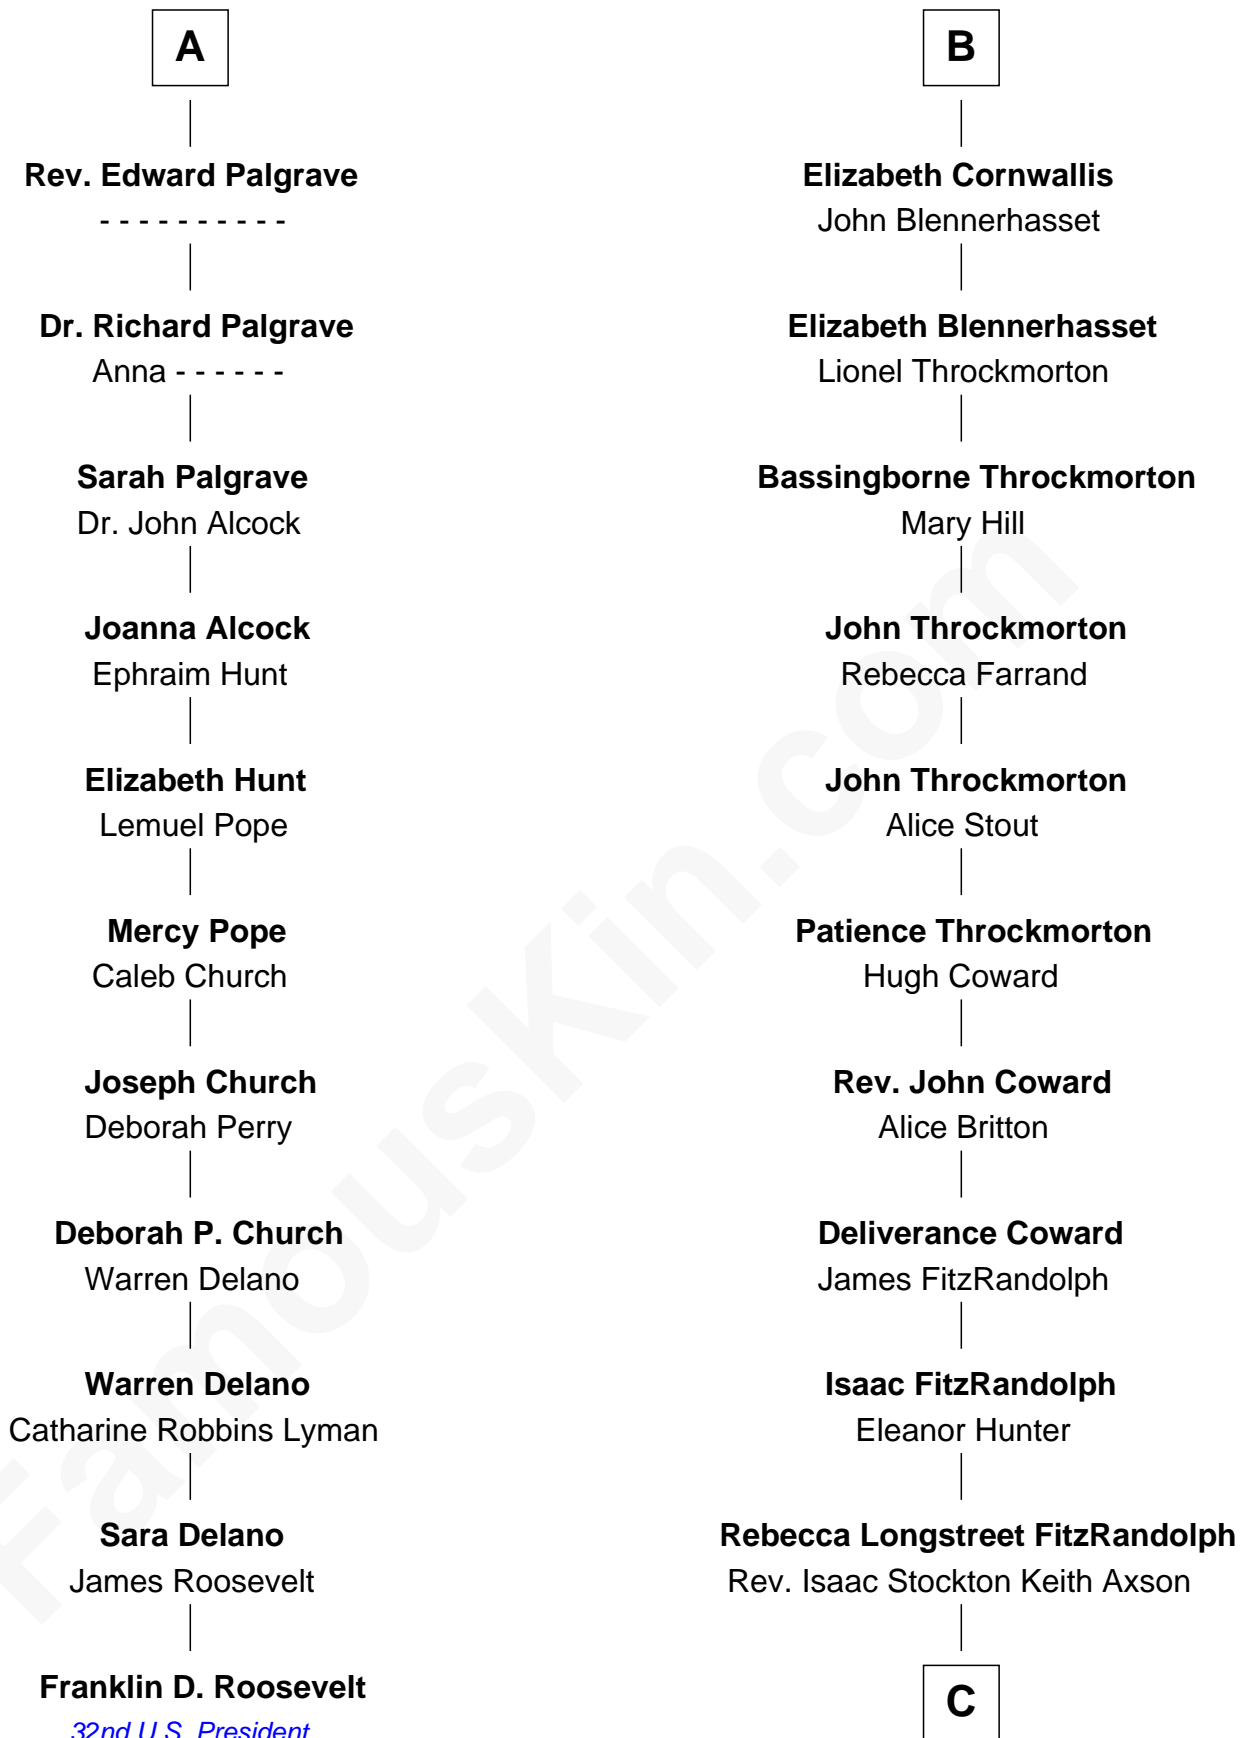 A
Rev. Edward Palgrave
- - - - - - - - - -
Dr. Richard Palgrave
Anna - - - - - -
Sarah Palgrave
Dr. John Alcock
Joanna Alcock
Ephraim Hunt
Elizabeth Hunt
Lemuel Pope
Mercy Pope
Caleb Church
Joseph Church
Deborah Perry
Deborah P. Church
Warren Delano
Warren Delano
Catharine Robbins Lyman
Sara Delano
James Roosevelt
Franklin D. Roosevelt
32nd U.S. President
B
Elizabeth Cornwallis
John Blennerhasset
Elizabeth Blennerhasset
Lionel Throckmorton
Bassingborne Throckmorton
Mary Hill
John Throckmorton
Rebecca Farrand
John Throckmorton
Alice Stout
Patience Throckmorton
Hugh Coward
Rev. John Coward
Alice Britton
Deliverance Coward
James FitzRandolph
Isaac FitzRandolph
Eleanor Hunter
Rebecca Longstreet FitzRandolph
Rev. Isaac Stockton Keith Axson
C
FamousKin.com